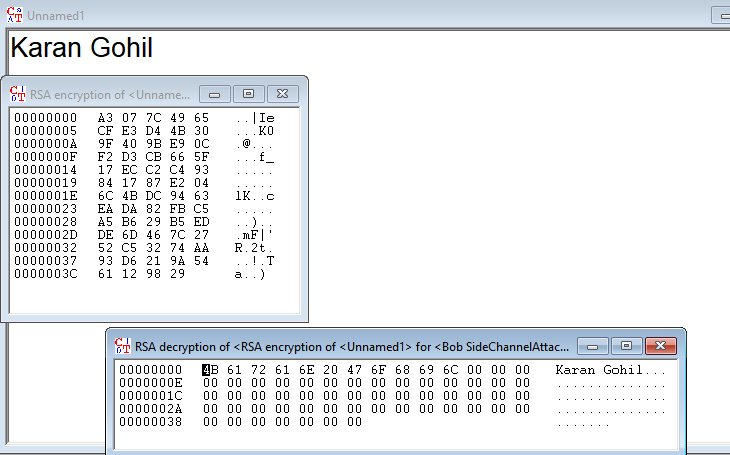 Unnamed1
Karan Gohil
RSA encryption of <Unname...
00000000 A3 07 7C 49 65 ..|Ie
00000005 CF E3 D4 4B 30 ...K0
0000000A 9F 40 9B E9 0C .@...
0000000F F2 D3 CB 66 5F ...f_
00000014 17 EC C2 C4 93 .....
00000019 84 17 87 E2 04 .....
0000001E 6C 4B DC 94 63 lK..c
00000023 EA DA 82 FB C5 .....
00000028 A5 B6 29 B5 ED ..)..
0000002D DE 6D 46 7C 27 .mF|'
00000032 52 C5 32 74 AA R.2t.
00000037 93 D6 21 9A 54 ..!.T
0000003C 61 12 98 29 a..)
RSA decryption of <RSA encryption of <Unnamed1> for <Bob SideChannelAttac...
00000000 4B 61 72 61 6E 20 47 6F 68 69 6C 00 00 00 Karan Gohil...
0000000E 00 00 00 00 00 00 00 00 00 00 00 00 00 00 ..............
0000001C 00 00 00 00 00 00 00 00 00 00 00 00 00 00 ..............
0000002A 00 00 00 00 00 00 00 00 00 00 00 00 00 00 ..............
00000038 00 00 00 00 00 00 00 .......